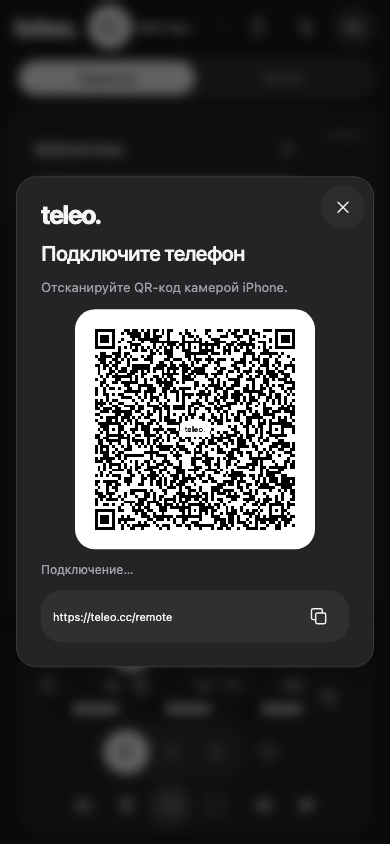 teleo.
Подключите телефон
Отсканируйте QR-код камерой iPhone.
teleo.
Подключение...
https://teleo.cc/remote